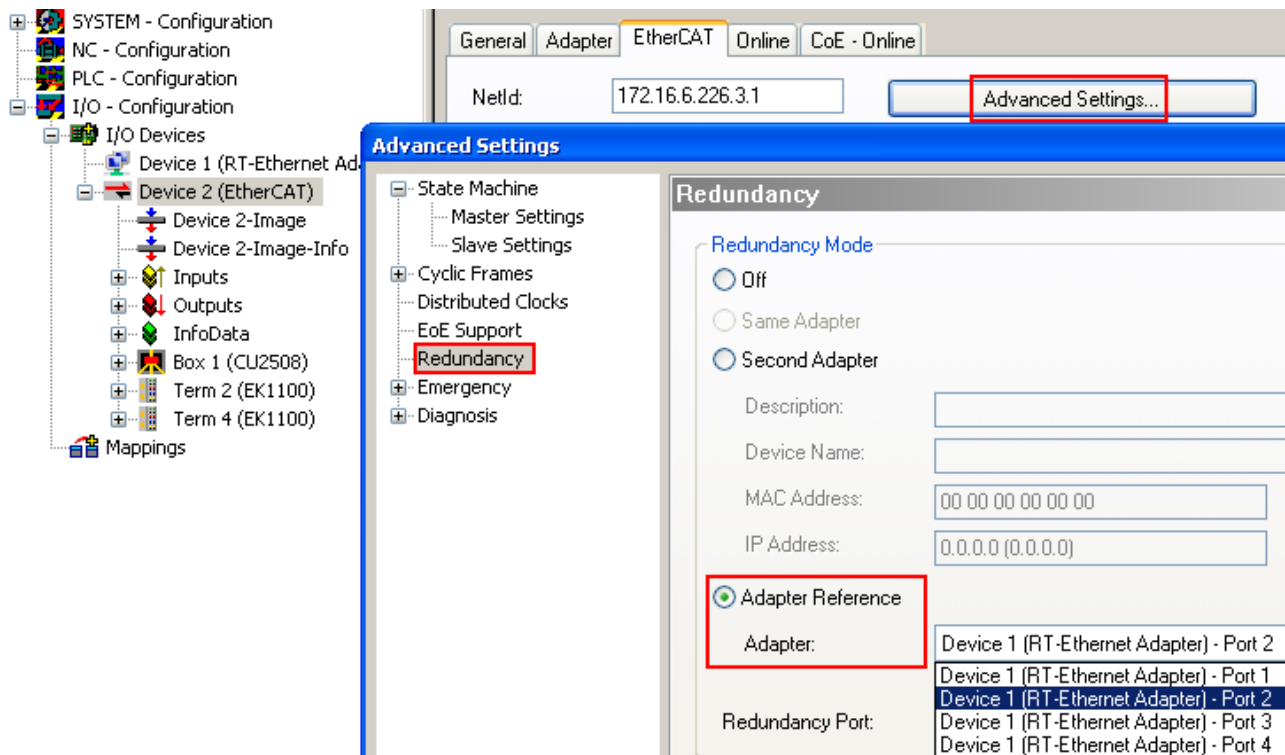 SYSTEM - Configuration
NC - Configuration
PLC - Configuration
I/O - Configuration
I/O Devices
Device 1 (RT-Ethernet Ada
Device 2 (EtherCAT)
Device 2-Image
Device 2-Image-Info
Inputs
Outputs
InfoData
Box 1 (CU2508)
Term 2 (EK1100)
Term 4 (EK1100)
Mappings
General Adapter EtherCAT Online CoE - Online
NetId: 172.16.6.226.3.1 Advanced Settings...
Advanced Settings
State Machine
Master Settings
Slave Settings
Cyclic Frames
Distributed Clocks
EoE Support
Redundancy
Emergency
Diagnosis
Redundancy
Redundancy Mode
Off
Same Adapter
Second Adapter
Description:
Device Name:
MAC Address: 00 00 00 00 00 00
IP Address: 0.0.0.0 (0.0.0.0)
Adapter Reference
Adapter: Device 1 (RT-Ethernet Adapter) - Port 2
Device 1 (RT-Ethernet Adapter) - Port 1
Device 1 (RT-Ethernet Adapter) - Port 2
Redundancy Port: Device 1 (RT-Ethernet Adapter) - Port 3
Device 1 (RT-Ethernet Adapter) - Port 4